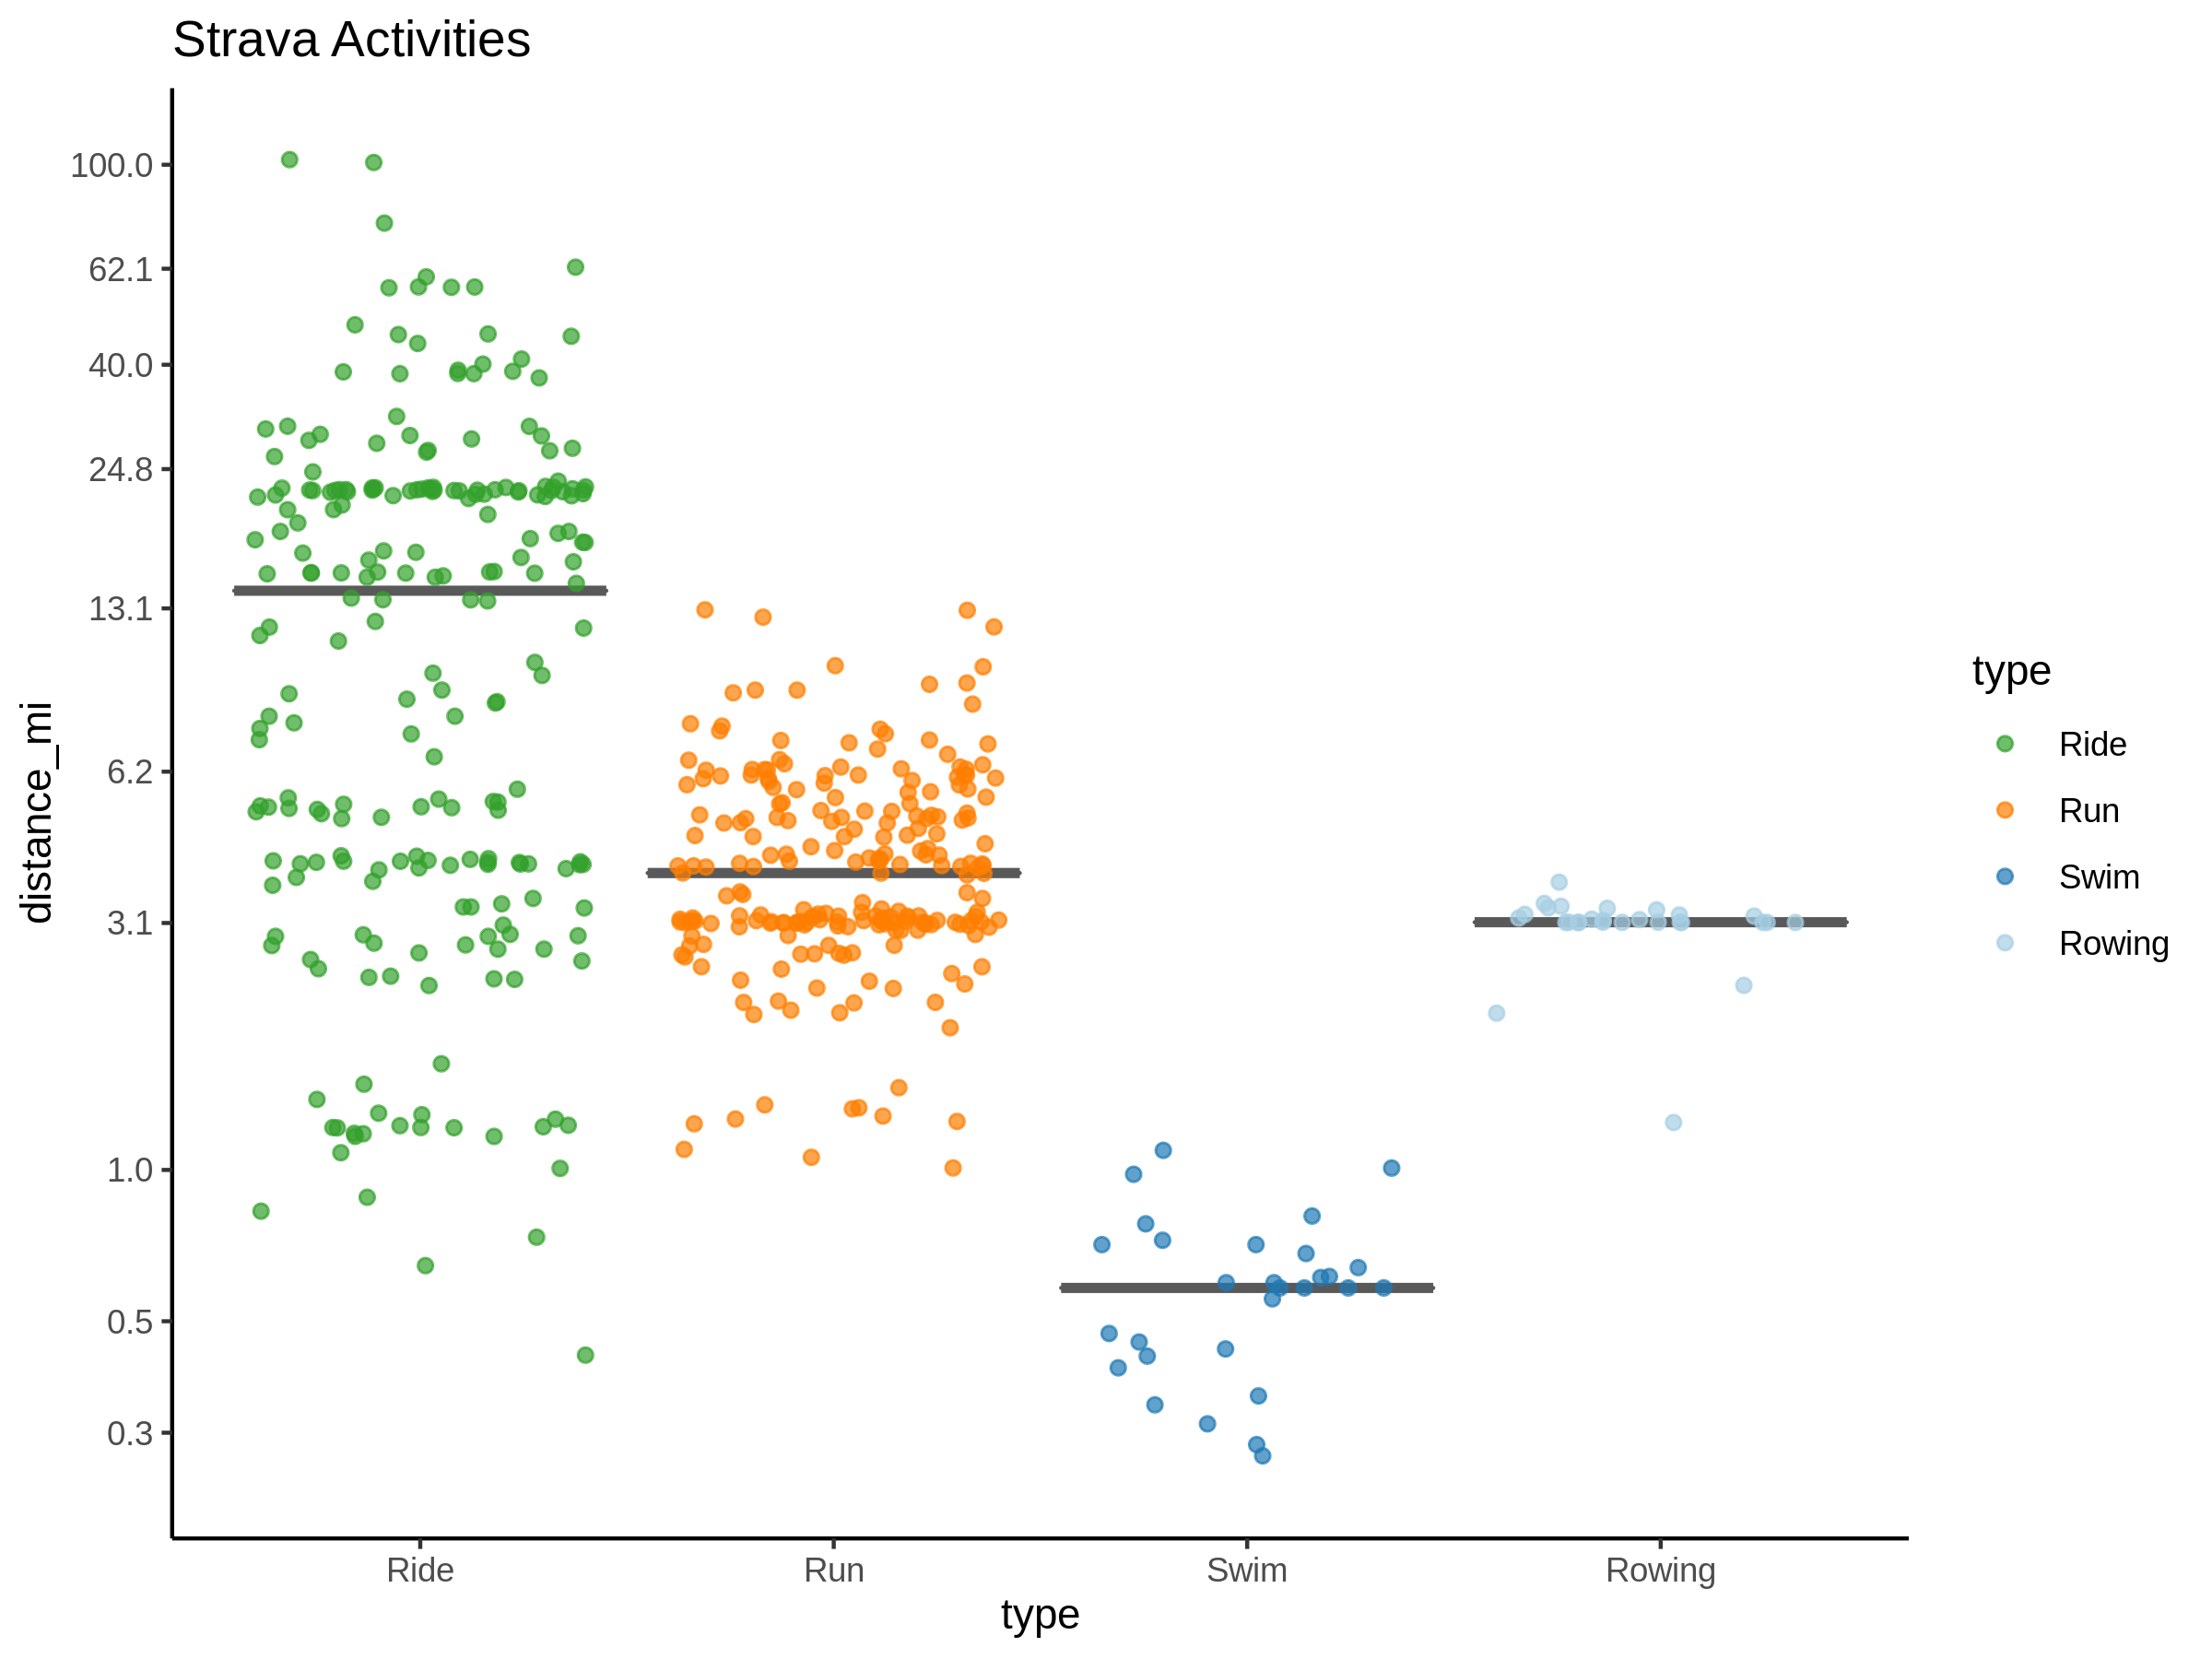 Strava Activities
distance_mi
100.0
62.1
40.0
24.8
13.1
6.2
3.1
1.0
0.5
0.3
Ride
Run
Swim
Rowing
type
type
Ride
Run
Swim
Rowing